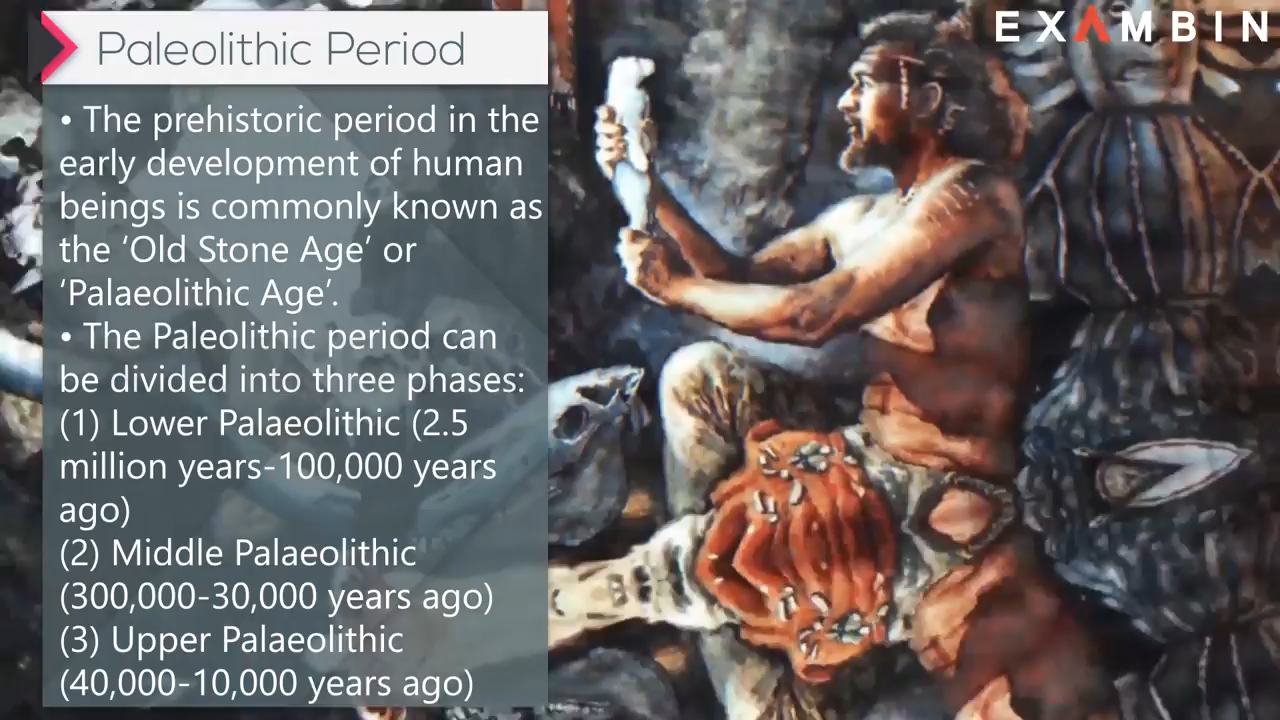 EXAMBIN
Paleolithic Period
• The prehistoric period in the
early development of human
beings is commonly known as
the ‘Old Stone Age’ or
‘Palaeolithic Age’.
• The Paleolithic period can
be divided into three phases:
(1) Lower Palaeolithic (2.5
million years-100,000 years
ago)
(2) Middle Palaeolithic
(300,000-30,000 years ago)
(3) Upper Palaeolithic
(40,000-10,000 years ago)